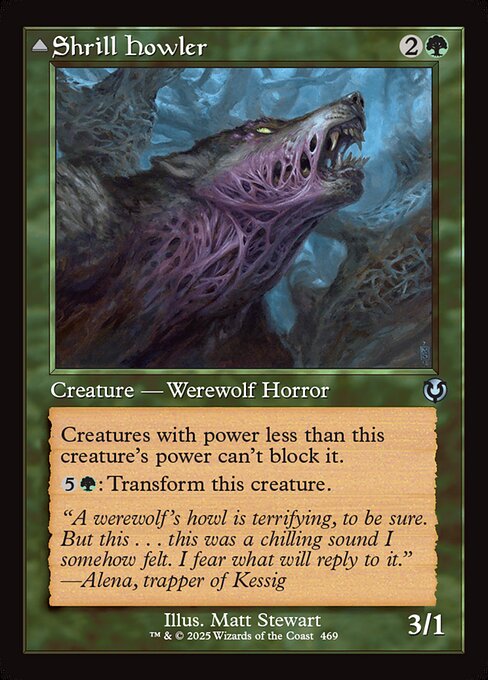 Shrill Howler 2
Creature — Werewolf Horror
Creatures with power less than this
creature's power can't block it.
5: Transform this creature.
"A werewolf's howl is terrifying, to be sure.
But this . . . this was a chilling sound I
somehow felt. I fear what will reply to it."
—Alena, trapper of Kessig
Illus. Matt Stewart
™ & © 2025 Wizards of the Coast 469
3/1